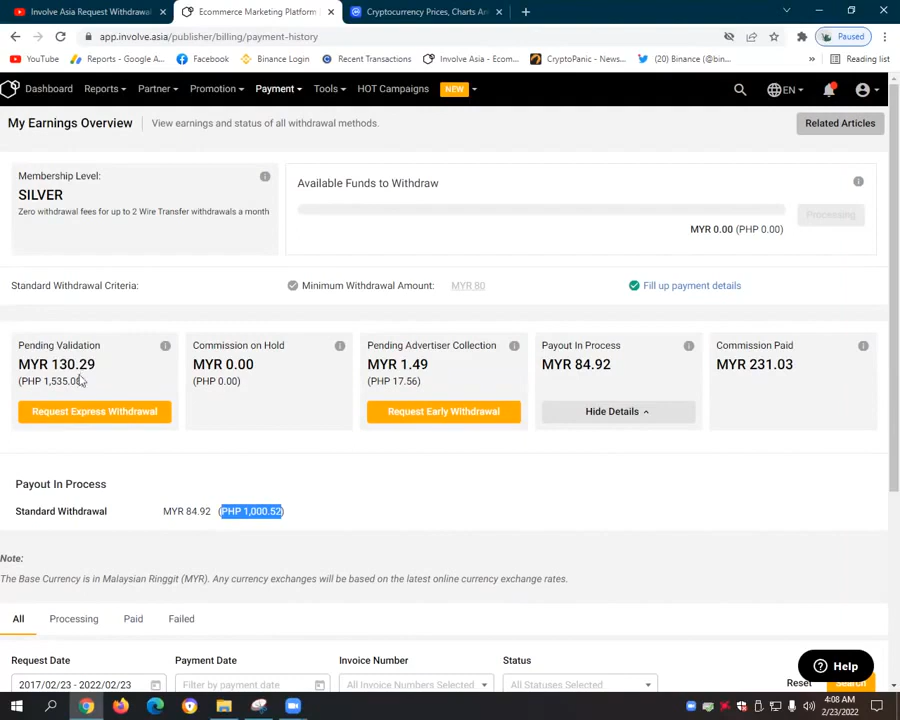 Involve Asia Request Withdrawal
Ecommerce Marketing Platform
Cryptocurrency Prices, Charts An
app.involve.asia/publisher/billing/payment-history
Paused
YouTube
Reports - Google A...
Facebook
Binance Login
Recent Transactions
Involve Asia - Ecom...
CryptoPanic - News...
(20) Binance (@bin...
»
Reading list
Dashboard
Reports
Partner
Promotion
Payment
Tools
HOT Campaigns
NEW
EN
My Earnings Overview
View earnings and status of all withdrawal methods.
Related Articles
Membership Level:
SILVER
Zero withdrawal fees for up to 2 Wire Transfer withdrawals a month
Available Funds to Withdraw
Processing
MYR 0.00 (PHP 0.00)
Standard Withdrawal Criteria:
Minimum Withdrawal Amount: MYR 80
Fill up payment details
Pending Validation
MYR 130.29
(PHP 1,535.0
Request Express Withdrawal
Commission on Hold
MYR 0.00
(PHP 0.00)
Pending Advertiser Collection
MYR 1.49
(PHP 17.56)
Request Early Withdrawal
Payout In Process
MYR 84.92
Hide Details
Commission Paid
MYR 231.03
Payout In Process
Standard Withdrawal MYR 84.92 (PHP 1,000.52)
Note:
The Base Currency is in Malaysian Ringgit (MYR). Any currency exchanges will be based on the latest online currency exchange rates.
All
Processing
Paid
Failed
Request Date
Payment Date
Invoice Number
Status
2017/02/23 - 2022/02/23
Filter by payment date
All Invoice Numbers Selected
All Statuses Selected
Reset
Search
Help
4:08 AM
2/23/2022